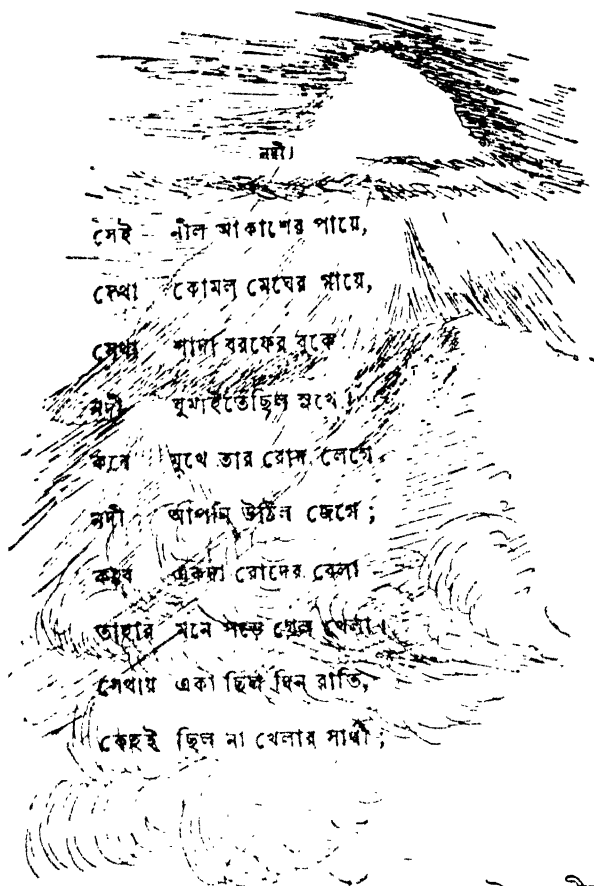 নদী।
সেই নীল আকাশের পায়ে,
সেথা কোমল মেঘের গায়ে,
সেথা শাদা বরফের বুকে
নদী ঘুমাইতেছিল সুখে।
কবে মুখে তার রোদ লেগে
নদী আপনি উঠিল জেগে;
কবে একদা রোদের বেলা
তাহার মনে পড়ে গেল খেলা।
সেথায় একা ছিল দিন রাতি,
কেহই ছিল না খেলার সাথী;